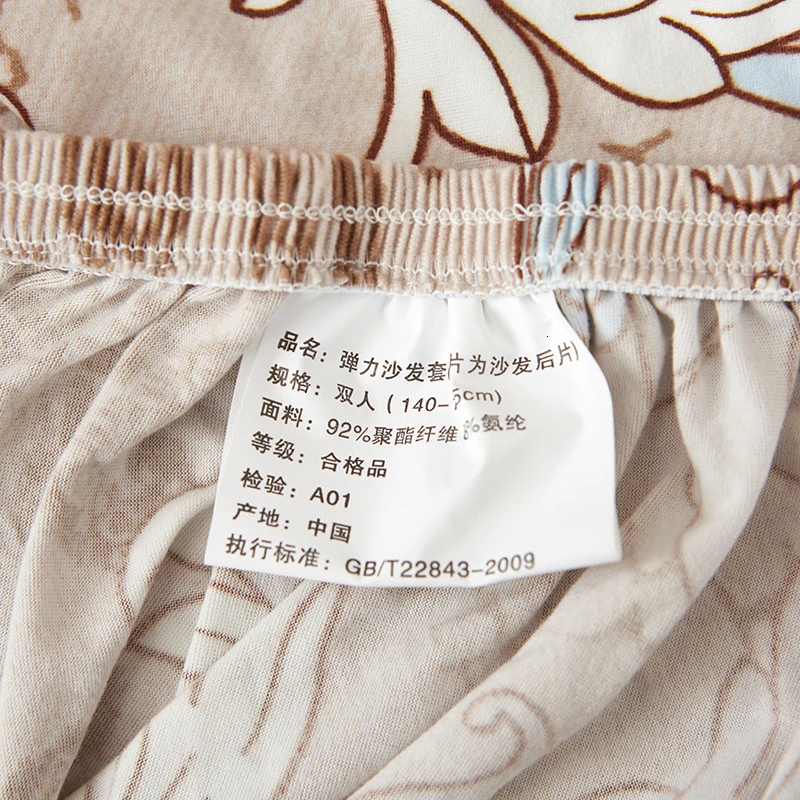 品名：弹力沙发套(片为沙发后片)
规格：双人（140-cm)
面料：92%聚酯纤维%氨纶
等级：合格品
检验：A01
产地：中国
执行标准：GB/T22843-2009